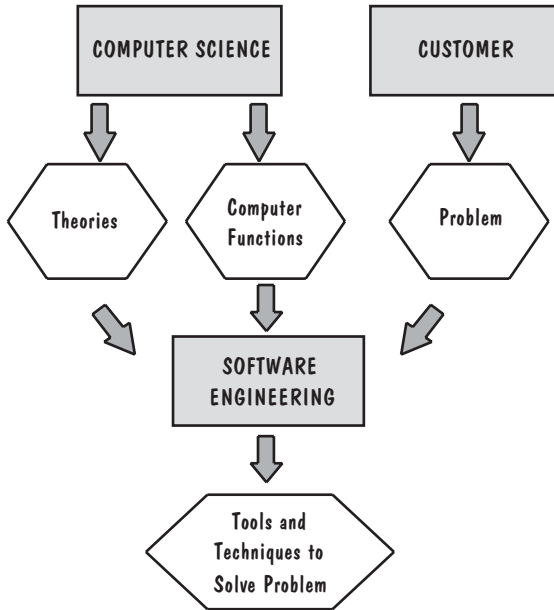 COMPUTER SCIENCE
CUSTOMER
Theories
Computer
Functions
Problem
SOFTWARE
ENGINEERING
Tools and
Techniques to
Solve Problem